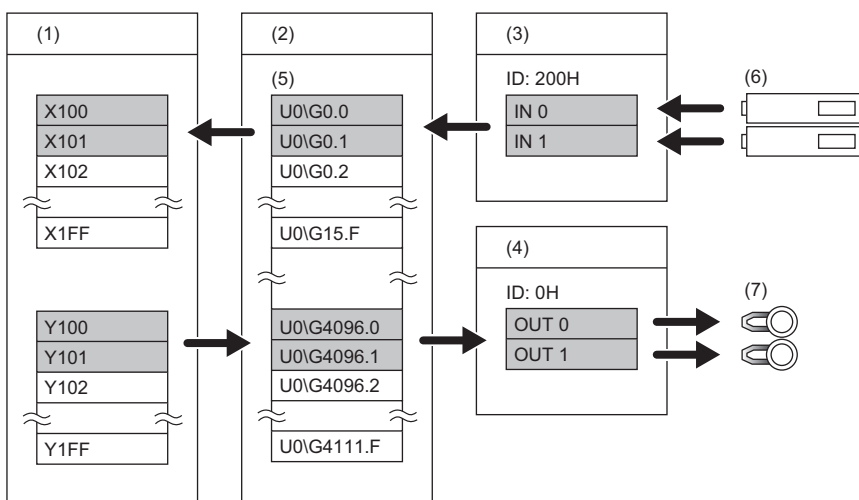 (1)
X100
X101
X102
X1FF
Y100
Y101
Y102
Y1FF
(2)
(5)
U0\G0.0
U0\G0.1
U0\G0.2
U0\G15.F
U0\G4096.0
U0\G4096.1
U0\G4096.2
U0\G4111.F
(3)
ID: 200H
IN 0
IN 1
(6)
(4)
ID: 0H
OUT 0
OUT 1
(7)